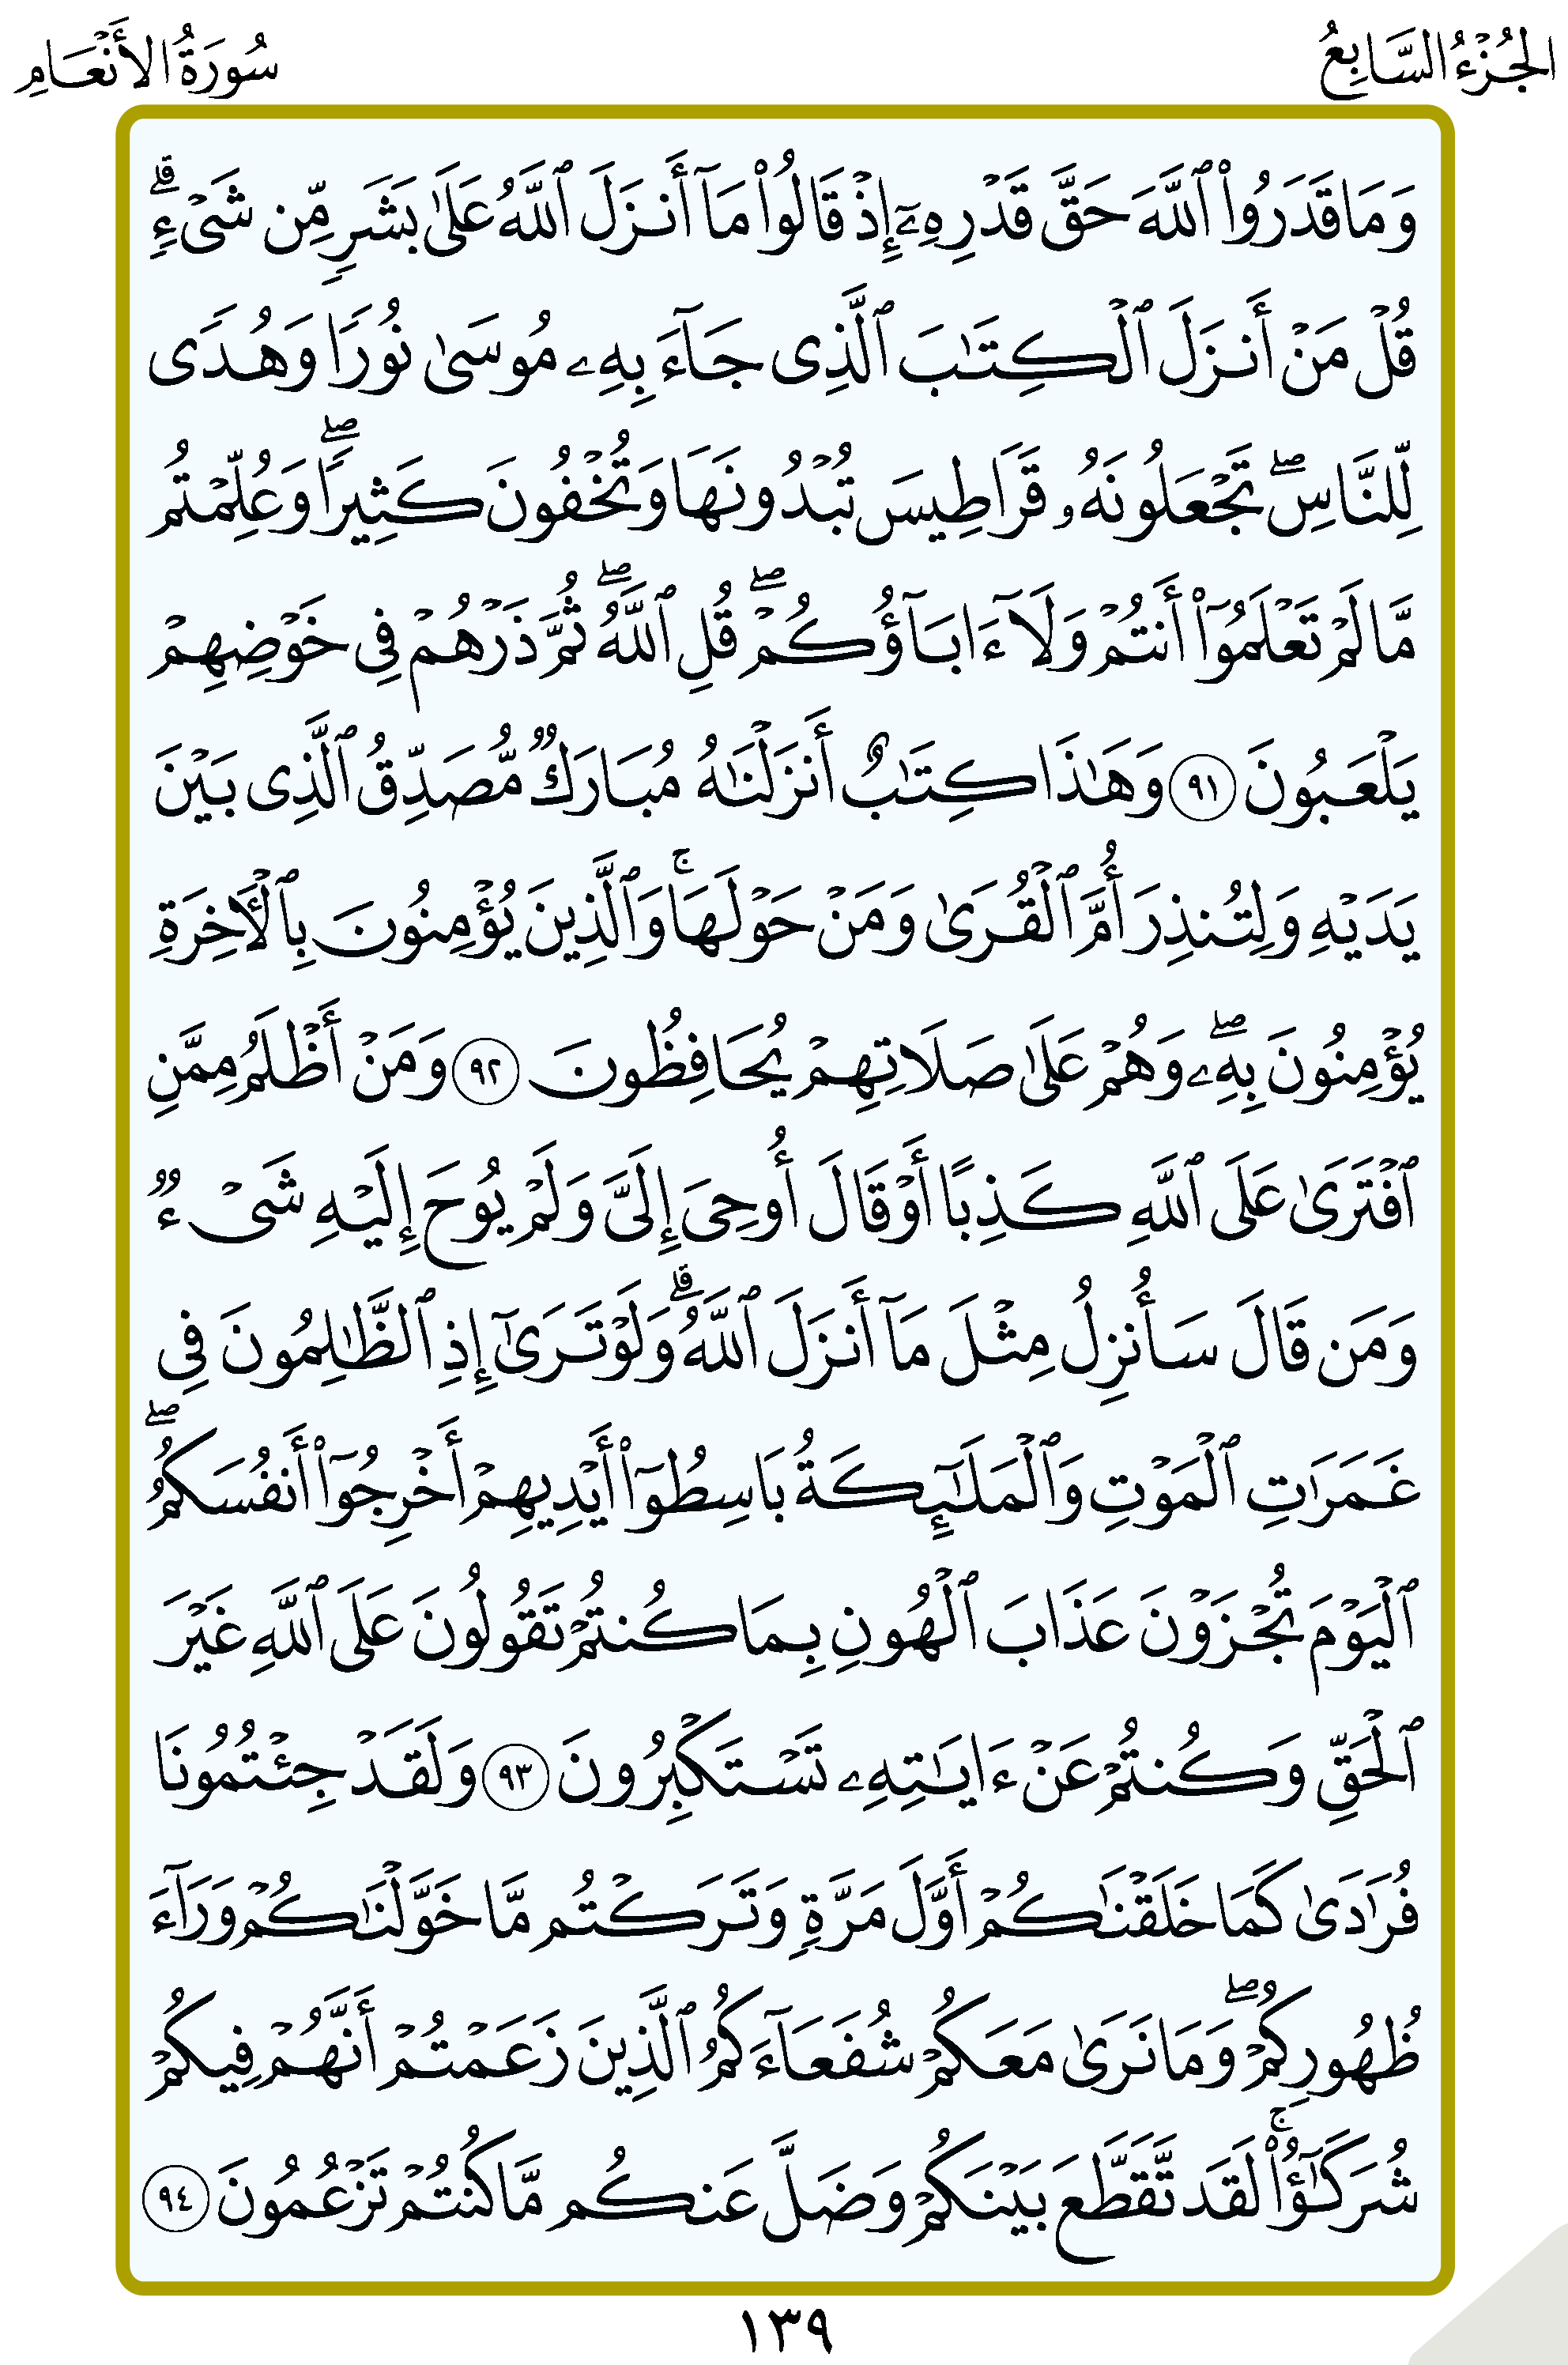 الجُزْءُ السَّابِعُ
سُورَةُ الأَنْعَامِ
وَمَا قَدَرُواْ ٱللَّهَ حَقَّ قَدْرِهِۦٓ إِذْ قَالُواْ مَآ أَنزَلَ ٱللَّهُ عَلَىٰ بَشَرٍ مِّن شَىْءٍ ۗ
قُلْ مَنْ أَنزَلَ ٱلْكِتَـٰبَ ٱلَّذِى جَآءَ بِهِۦ مُوسَىٰ نُورًا وَهُدًى
لِّلنَّاسِ ۖ تَجْعَلُونَهُۥ قَرَاطِيسَ تُبْدُونَهَا وَتُخْفُونَ كَثِيرًا ۖ وَعُلِّمْتُم
مَّا لَمْ تَعْلَمُوٓاْ أَنتُمْ وَلَآ ءَابَآؤُكُمْ ۖ قُلِ ٱللَّهُ ۖ ثُمَّ ذَرْهُمْ فِى خَوْضِهِمْ
يَلْعَبُونَ ٩١ وَهَـٰذَا كِتَـٰبٌ أَنزَلْنَـٰهُ مُبَارَكٌ مُّصَدِّقُ ٱلَّذِى بَيْنَ
يَدَيْهِ وَلِتُنذِرَ أُمَّ ٱلْقُرَىٰ وَمَنْ حَوْلَهَا ۚ وَٱلَّذِينَ يُؤْمِنُونَ بِٱلْـَٔاخِرَةِ
يُؤْمِنُونَ بِهِۦ ۖ وَهُمْ عَلَىٰ صَلَاتِهِمْ يُحَافِظُونَ ٩٢ وَمَنْ أَظْلَمُ مِمَّنِ
ٱفْتَرَىٰ عَلَى ٱللَّهِ كَذِبًا أَوْ قَالَ أُوحِىَ إِلَىَّ وَلَمْ يُوحَ إِلَيْهِ شَىْءٌ
وَمَن قَالَ سَأُنزِلُ مِثْلَ مَآ أَنزَلَ ٱللَّهُ ۗ وَلَوْ تَرَىٰٓ إِذِ ٱلظَّـٰلِمُونَ فِى
غَمَرَٰتِ ٱلْمَوْتِ وَٱلْمَلَـٰٓئِكَةُ بَاسِطُوٓاْ أَيْدِيهِمْ أَخْرِجُوٓاْ أَنفُسَكُمُ ۖ
ٱلْيَوْمَ تُجْزَوْنَ عَذَابَ ٱلْهُونِ بِمَا كُنتُمْ تَقُولُونَ عَلَى ٱللَّهِ غَيْرَ
ٱلْحَقِّ وَكُنتُمْ عَنْ ءَايَـٰتِهِۦ تَسْتَكْبِرُونَ ٩٣ وَلَقَدْ جِئْتُمُونَا
فُرَٰدَىٰ كَمَا خَلَقْنَـٰكُمْ أَوَّلَ مَرَّةٍ وَتَرَكْتُم مَّا خَوَّلْنَـٰكُمْ وَرَآءَ
ظُهُورِكُمْ ۖ وَمَا نَرَىٰ مَعَكُمْ شُفَعَآءَكُمُ ٱلَّذِينَ زَعَمْتُمْ أَنَّهُمْ فِيكُمْ
شُرَكَـٰٓؤُاْ ۚ لَقَد تَّقَطَّعَ بَيْنَكُمْ وَضَلَّ عَنكُم مَّا كُنتُمْ تَزْعُمُونَ ٩٤
١٣٩